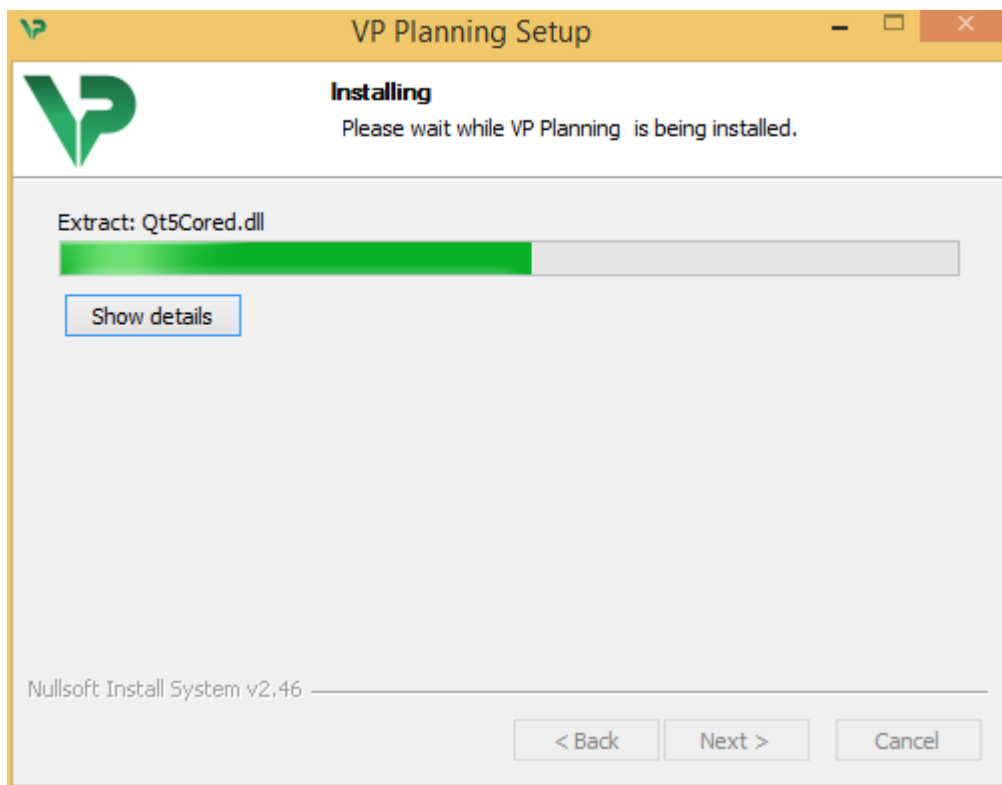 VP Planning Setup
Installing
Please wait while VP Planning  is being installed.
Extract: Qt5Cored.dll
Show details
Nullsoft Install System v2.46
< Back
Next >
Cancel